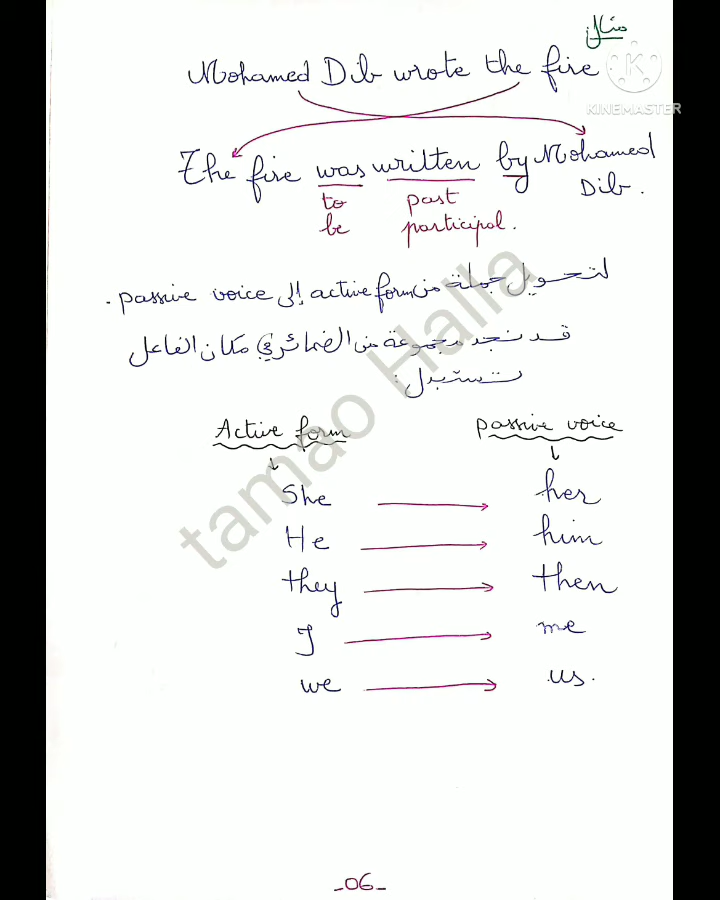 مثال
Mohamed Dib wrote the fire.
KINEMASTER
The fire was written by Mohamed
Dib.
to be
past participal.
لتحويل جملة من active form إلى passive voice.
قد نجد مجموعة من الضمائر في مكان الفاعل
تستبدل:
Active form
passive voice
She → her
He → him
they → then
I → me
we → us.
tamao Halla
_06_